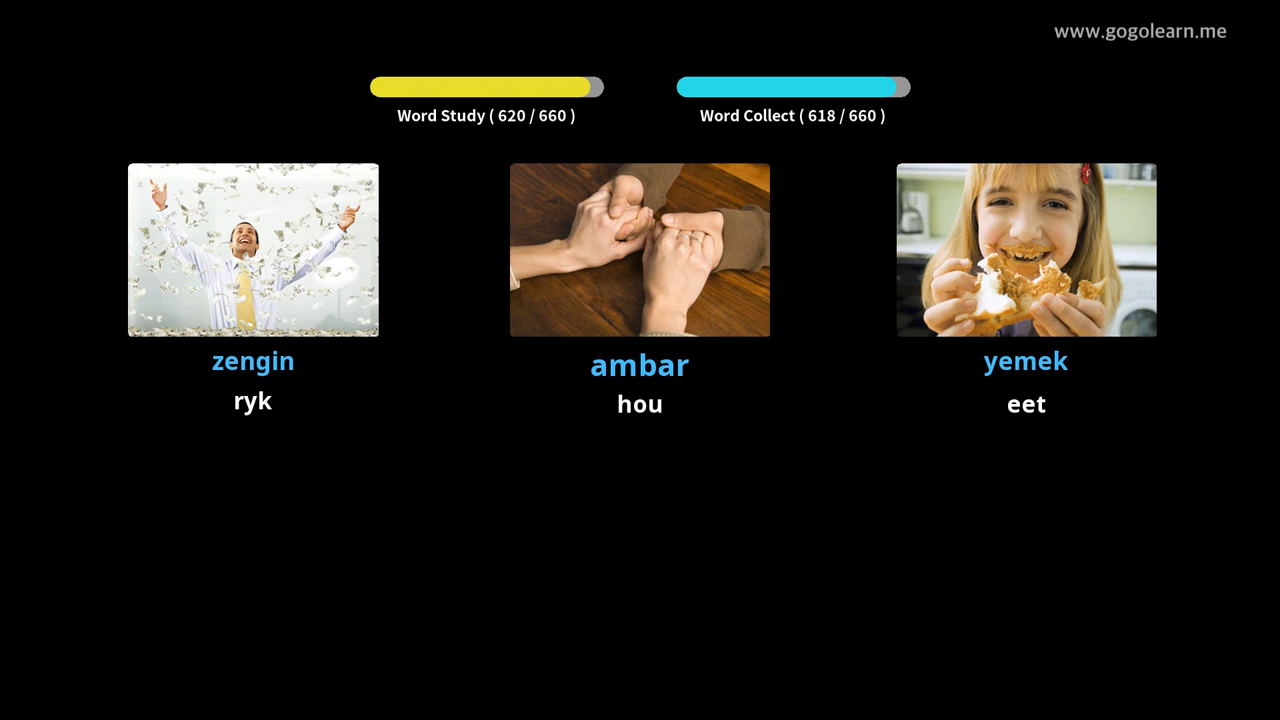 www.gogolearn.me
Word Study ( 620 / 660 )
Word Collect ( 618 / 660 )
zengin
ryk
ambar
hou
yemek
eet